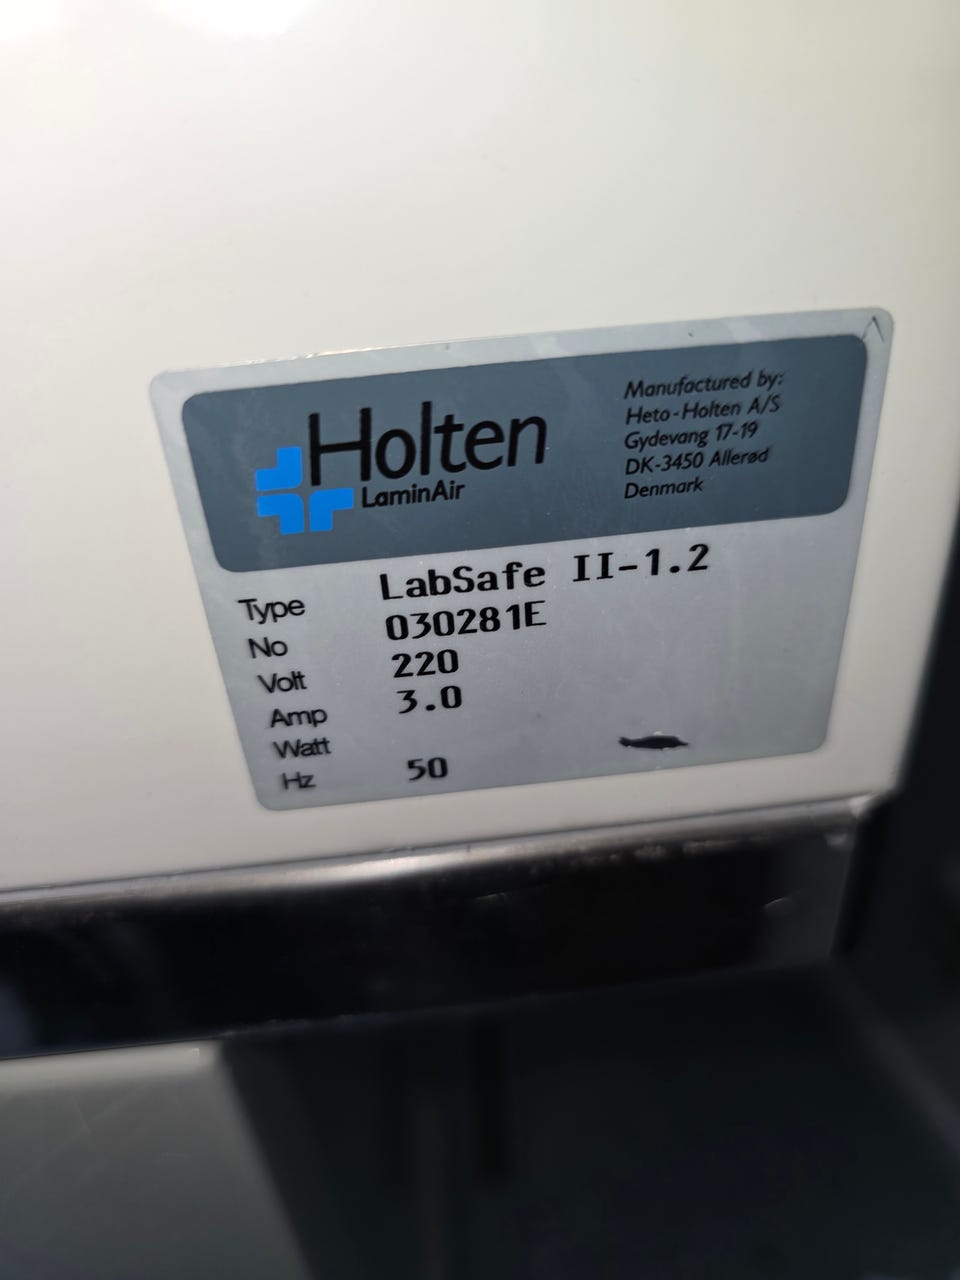 Holten
LaminAir
Manufactured by:
Heto-Holten A/S
Gydevang 17-19
DK-3450 Allerød
Denmark
Type LabSafe II-1.2
No 030281E
Volt 220
Amp 3.0
Watt
Hz 50